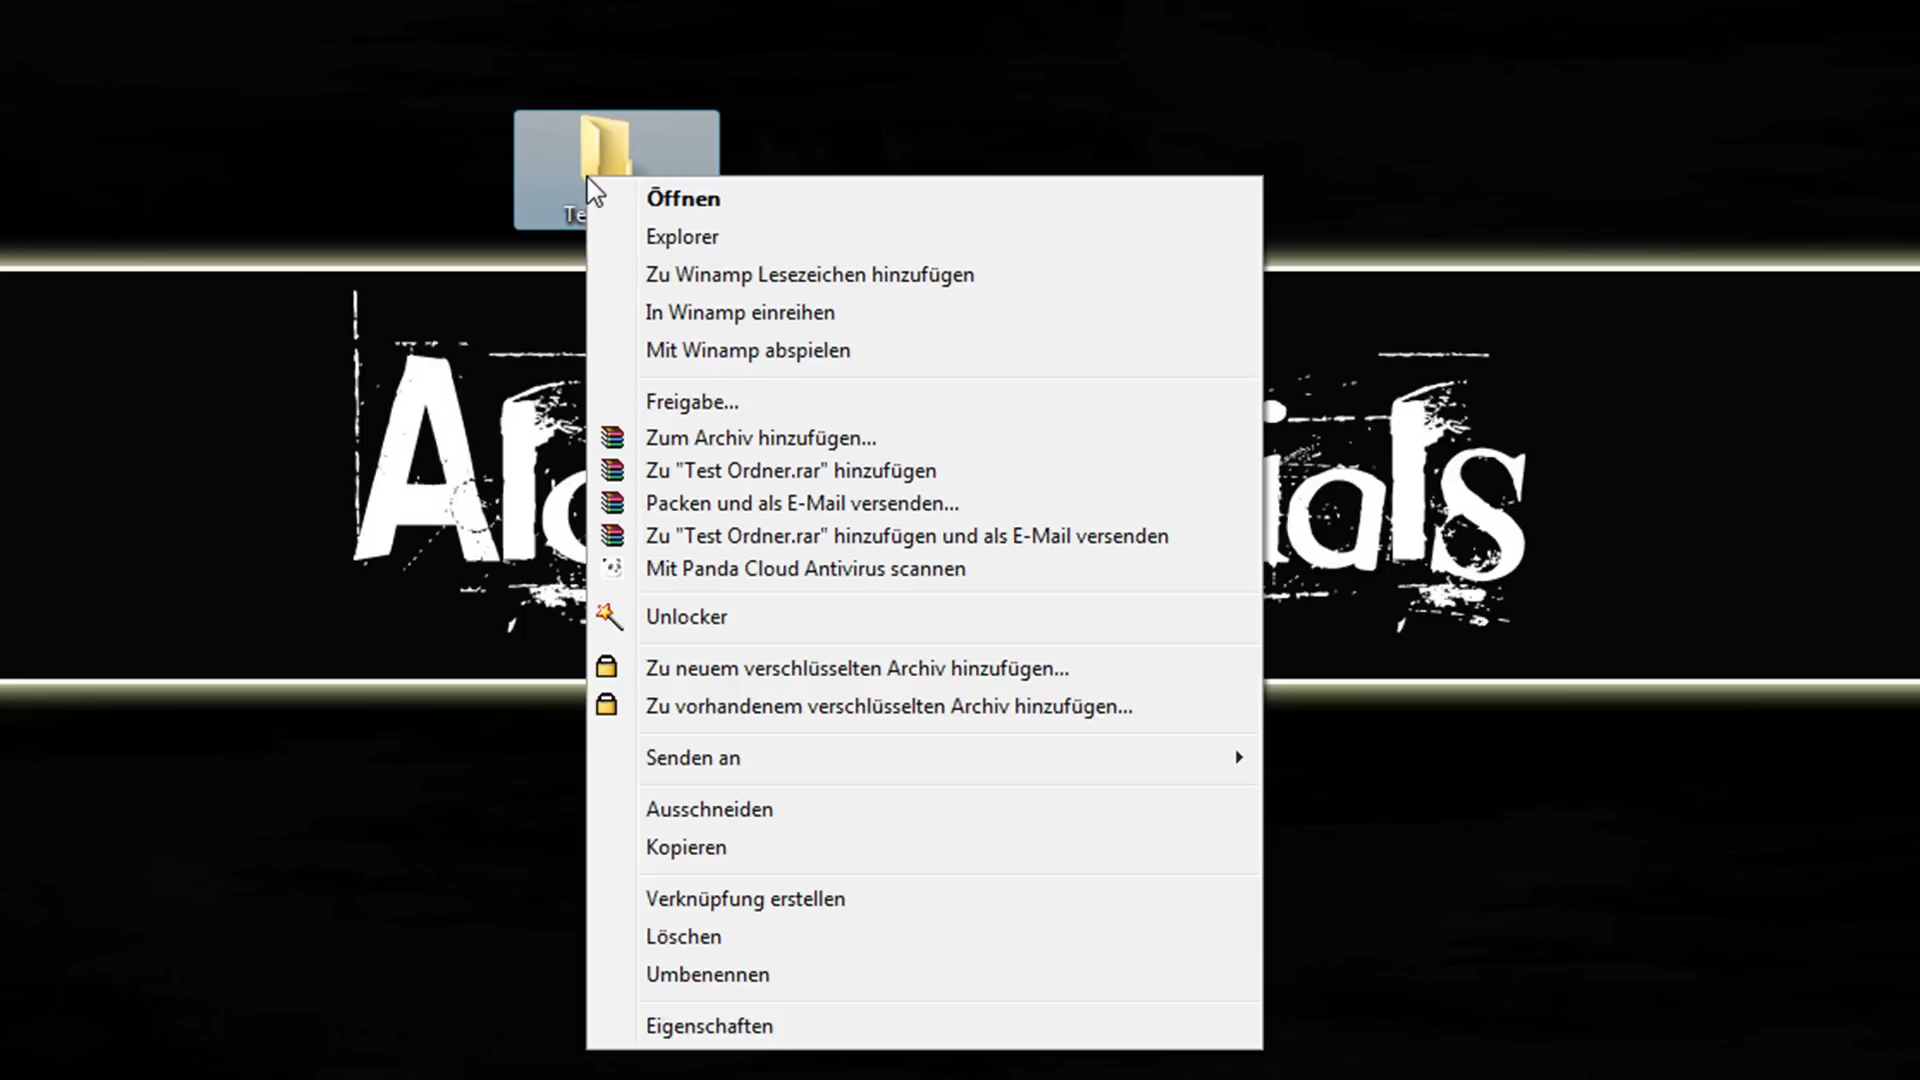 Öffnen
Explorer
Zu Winamp Lesezeichen hinzufügen
In Winamp einreihen
Mit Winamp abspielen
Freigabe...
Zum Archiv hinzufügen...
Zu "Test Ordner.rar" hinzufügen
Packen und als E-Mail versenden...
Zu "Test Ordner.rar" hinzufügen und als E-Mail versenden
Mit Panda Cloud Antivirus scannen
Unlocker
Zu neuem verschlüsselten Archiv hinzufügen...
Zu vorhandenem verschlüsselten Archiv hinzufügen...
Senden an
Ausschneiden
Kopieren
Verknüpfung erstellen
Löschen
Umbenennen
Eigenschaften